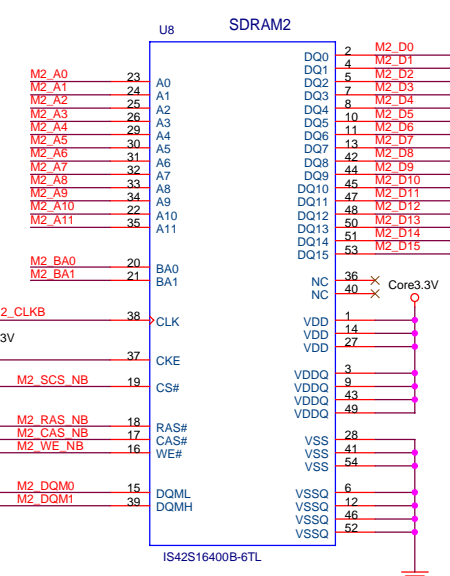 U8 SDRAM2
M2_A0 23 A0 DQ0 2 M2_D0
M2_A1 24 A1 DQ1 4 M2_D1
M2_A2 25 A2 DQ2 5 M2_D2
M2_A3 26 A3 DQ3 7 M2_D3
M2_A4 29 A4 DQ4 8 M2_D4
M2_A5 30 A5 DQ5 10 M2_D5
M2_A6 31 A6 DQ6 11 M2_D6
M2_A7 32 A7 DQ7 13 M2_D7
M2_A8 33 A8 DQ8 42 M2_D8
M2_A9 34 A9 DQ9 44 M2_D9
M2_A10 22 A10 DQ10 45 M2_D10
M2_A11 35 A11 DQ11 47 M2_D11
DQ12 48 M2_D12
DQ13 50 M2_D13
DQ14 51 M2_D14
DQ15 53 M2_D15
M2_BA0 20 BA0
M2_BA1 21 BA1
NC 36
NC 40
Core3.3V
2_CLKB 38 CLK
VDD 1
VDD 14
VDD 27
3V
37 CKE
M2_SCS_NB 19 CS#
VDDQ 3
VDDQ 9
VDDQ 43
VDDQ 49
M2_RAS_NB 18 RAS#
M2_CAS_NB 17 CAS#
M2_WE_NB 16 WE#
VSS 28
VSS 41
VSS 54
M2_DQM0 15 DQML
M2_DQM1 39 DQMH
VSSQ 6
VSSQ 12
VSSQ 46
VSSQ 52
IS42S16400B-6TL